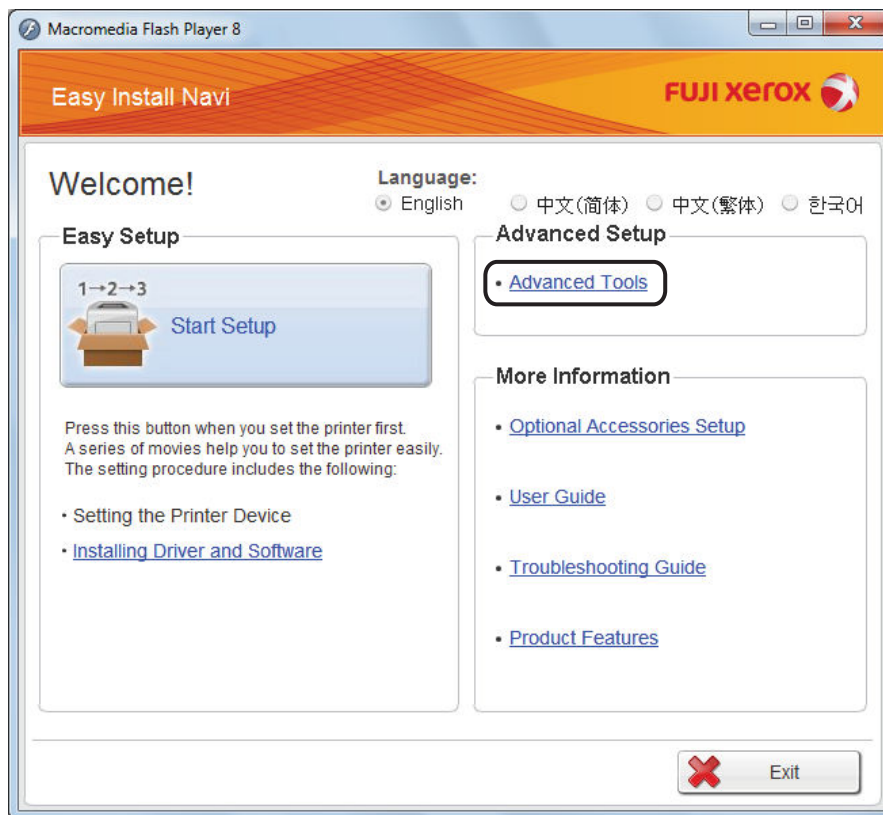 Macromedia Flash Player 8
Easy Install Navi
FUJI xerox
Welcome!
Language:
English 中文(简体) 中文(繁体) 한국어
Easy Setup
1→2→3
Start Setup
Press this button when you set the printer first.
A series of movies help you to set the printer easily.
The setting procedure includes the following:
· Setting the Printer Device
· Installing Driver and Software
Advanced Setup
• Advanced Tools
More Information
• Optional Accessories Setup
• User Guide
• Troubleshooting Guide
• Product Features
Exit